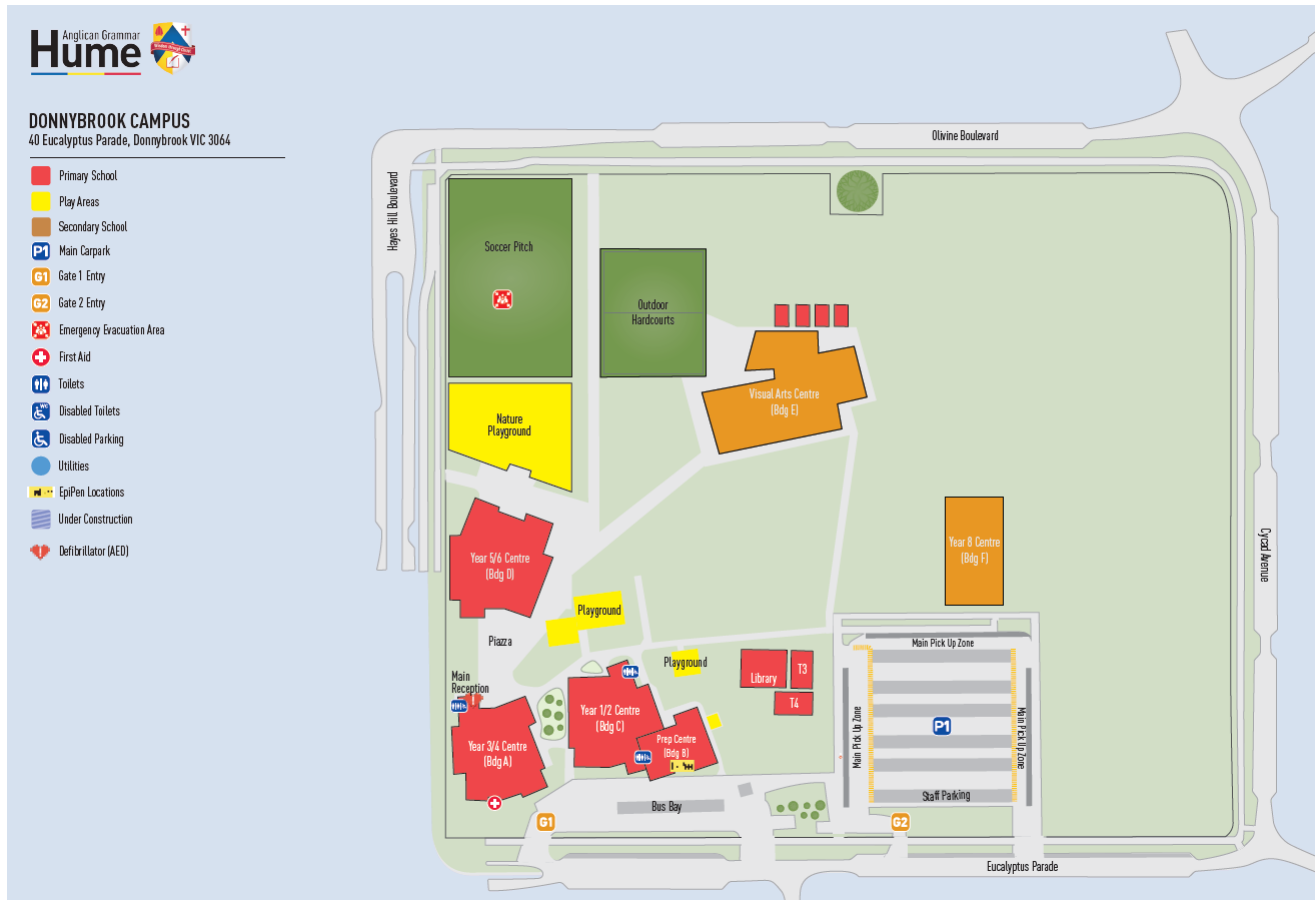 Anglican Grammar
Hume
DONNYBROOK CAMPUS
40 Eucalyptus Parade, Donnybrook VIC 3064
Primary School
Play Areas
Secondary School
P1 Main Carpark
G1 Gate 1 Entry
G2 Gate 2 Entry
Emergency Evacuation Area
First Aid
Toilets
WC Disabled Toilets
Disabled Parking
Utilities
EpiPen Locations
Under Construction
Defibrillator (AED)
Olivine Boulevard
Hayes Hill Boulevard
Soccer Pitch
Outdoor
Hardcourts
Visual Arts Centre
(Bdg E)
Nature
Playground
Year 5/6 Centre
(Bdg D)
Year 8 Centre
(Bdg F)
Cycad Avenue
Playground
Piazza
Main Pick Up Zone
Playground
Main
Reception
Library
T3
T4
Year 1/2 Centre
(Bdg C)
Year 3/4 Centre
(Bdg A)
Prep Centre
(Bdg B)
Main Pick Up Zone
P1
Main Pick Up Zone
Staff Parking
Bus Bay
G1
G2
Eucalyptus Parade